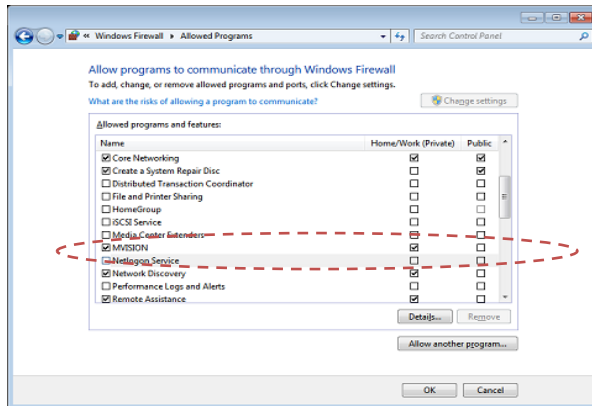 « Windows Firewall ▸ Allowed Programs
Search Control Panel
Allow programs to communicate through Windows Firewall
To add, change, or remove allowed programs and ports, click Change settings.
What are the risks of allowing a program to communicate?
Change settings
Allowed programs and features:
Name Home/Work (Private) Public
Core Networking
Create a System Repair Disc
Distributed Transaction Coordinator
File and Printer Sharing
HomeGroup
iSCSI Service
Media Center Extenders
MVISION
Netlogon Service
Network Discovery
Performance Logs and Alerts
Remote Assistance
Details... Remove
Allow another program...
OK Cancel